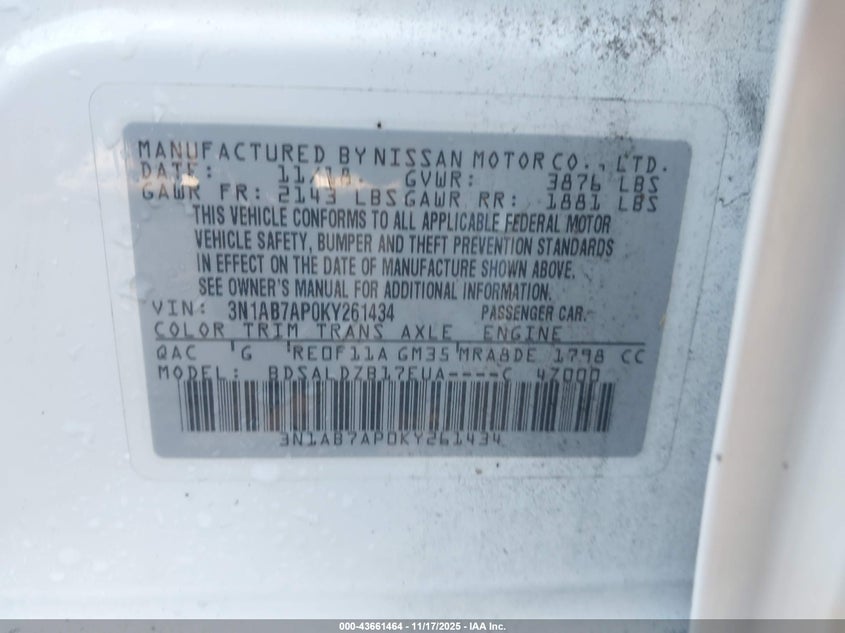 MANUFACTURED BY NISSAN MOTOR CO., LTD.
DATE: 11/18 GVWR: 3876 LBS
GAWR FR: 2143 LBS GAWR RR: 1881 LBS
THIS VEHICLE CONFORMS TO ALL APPLICABLE FEDERAL MOTOR
VEHICLE SAFETY, BUMPER AND THEFT PREVENTION STANDARDS
IN EFFECT ON THE DATE OF MANUFACTURE SHOWN ABOVE.
SEE OWNER'S MANUAL FOR ADDITIONAL INFORMATION.
VIN: 3N1AB7AP0KY261434 PASSENGER CAR
COLOR TRIM TRANS AXLE ENGINE
QAC G RE0F11A GM35 MRA8DE 1798 CC
MODEL: BDSALDZB17EUA----C 47000
3N1AB7AP0KY261434
000-43661464 | 11/17/2025 | IAA Inc.